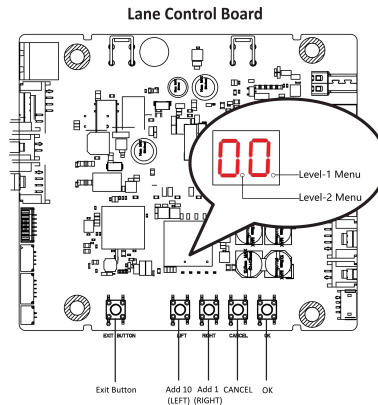 Lane Control Board
00
Level-1 Menu
Level-2 Menu
EXIT BUTTON LEFT RIGHT CANCEL OK
Exit Button Add 10 Add 1 CANCEL OK
(LEFT) (RIGHT)